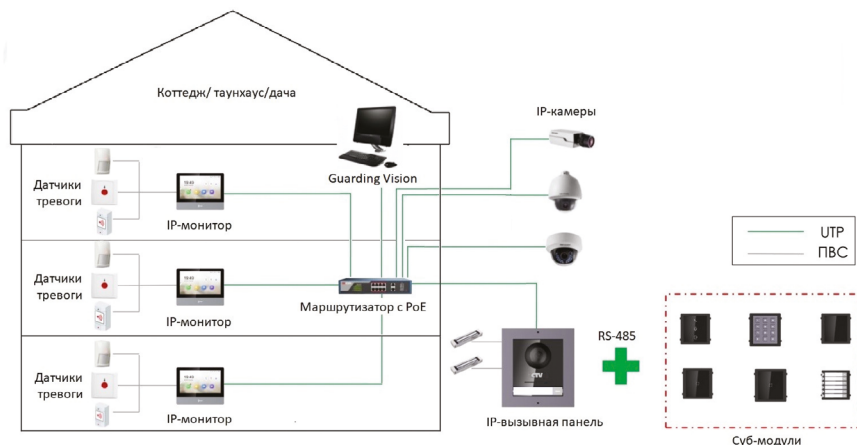 Коттедж/ таунхаус/дача
IP-камеры
Guarding Vision
Датчики
тревоги
IP-монитор
UTP
ПВС
Датчики
тревоги
IP-монитор
Маршрутизатор с PoE
RS-485
CTV
Датчики
тревоги
IP-монитор
IP-вызывная панель
Суб-модули